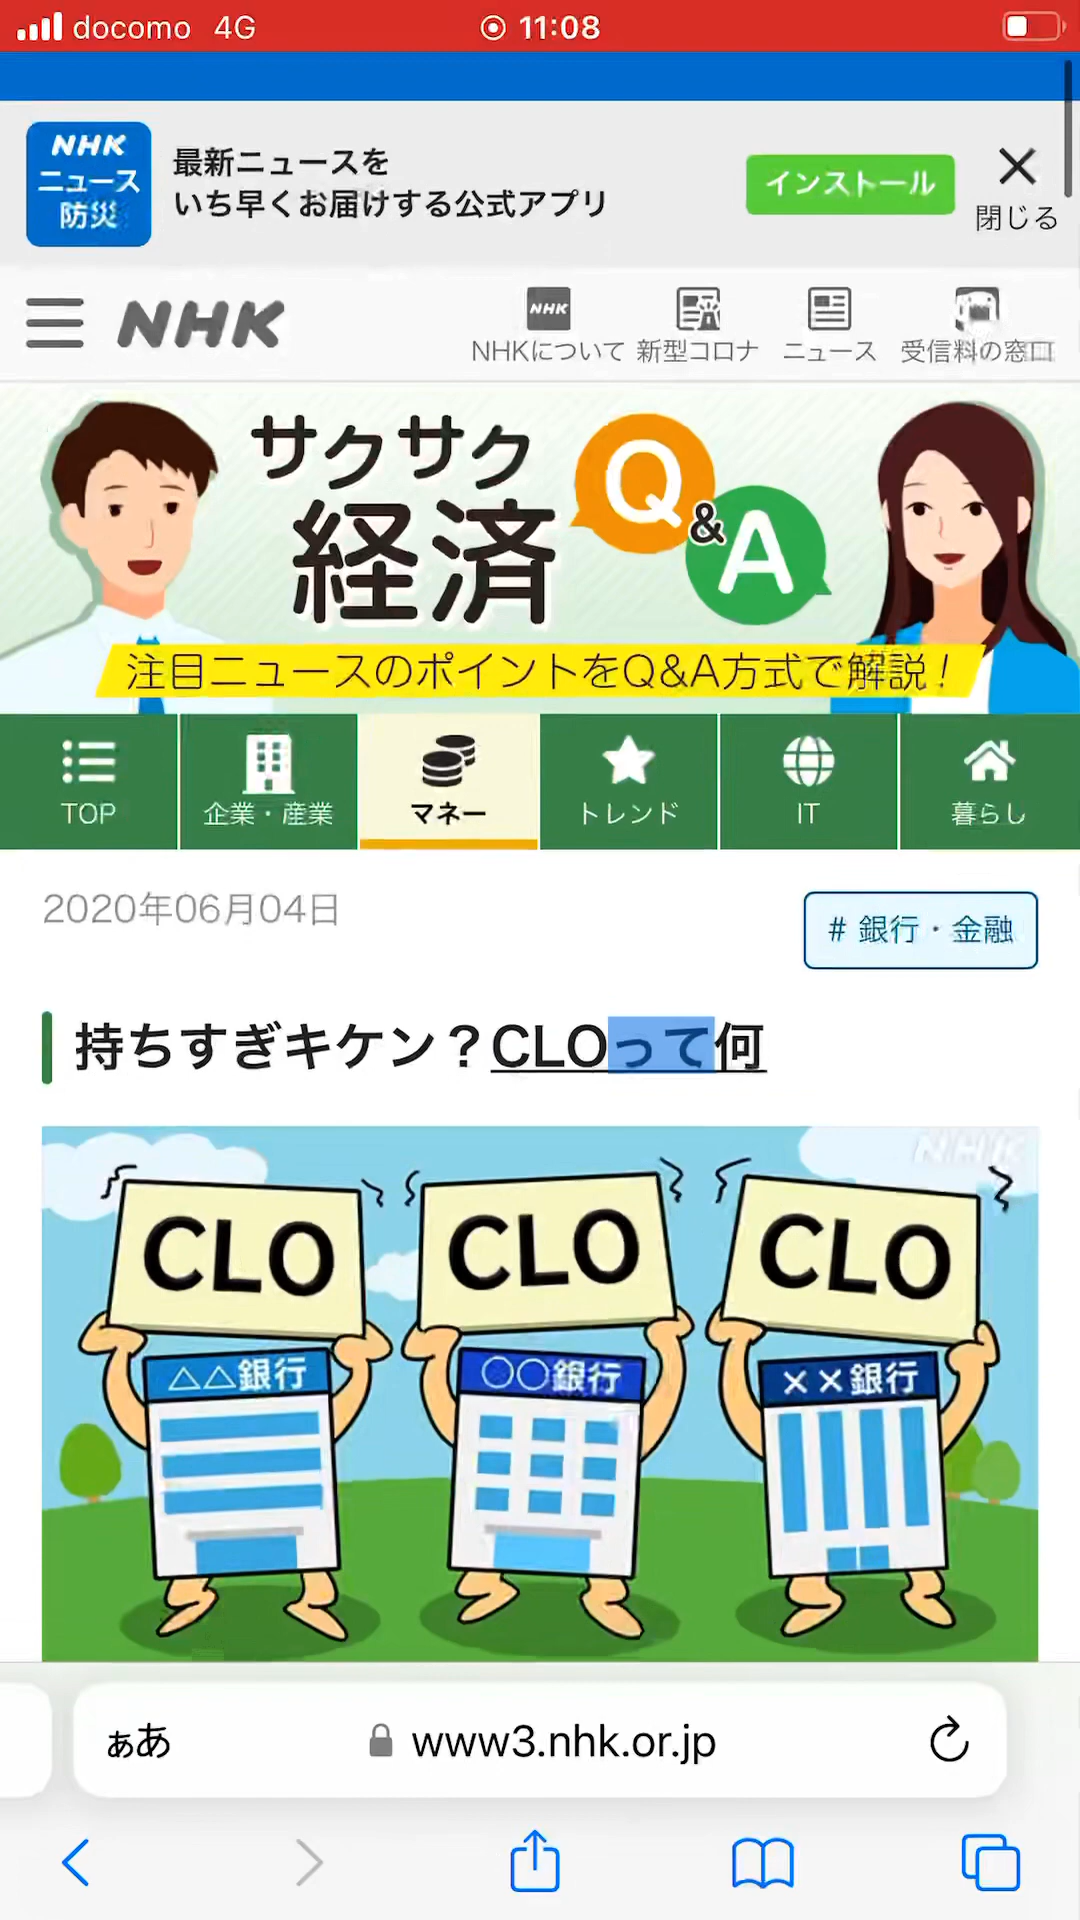 docomo 4G 11:08
NHK
ニュース
防災
最新ニュースを
いち早くお届けする公式アプリ
インストール
閉じる
NHK
NHK
NHKについて 新型コロナ ニュース 受信料の窓口
サクサク
経済
Q&A
注目ニュースのポイントをQ&A方式で解説!
TOP 企業・産業 マネー トレンド IT 暮らし
2020年06月04日
# 銀行・金融
持ちすぎキケン?CLOって何
NHK
CLO CLO CLO
△△銀行 〇〇銀行 ××銀行
ぁあ www3.nhk.or.jp